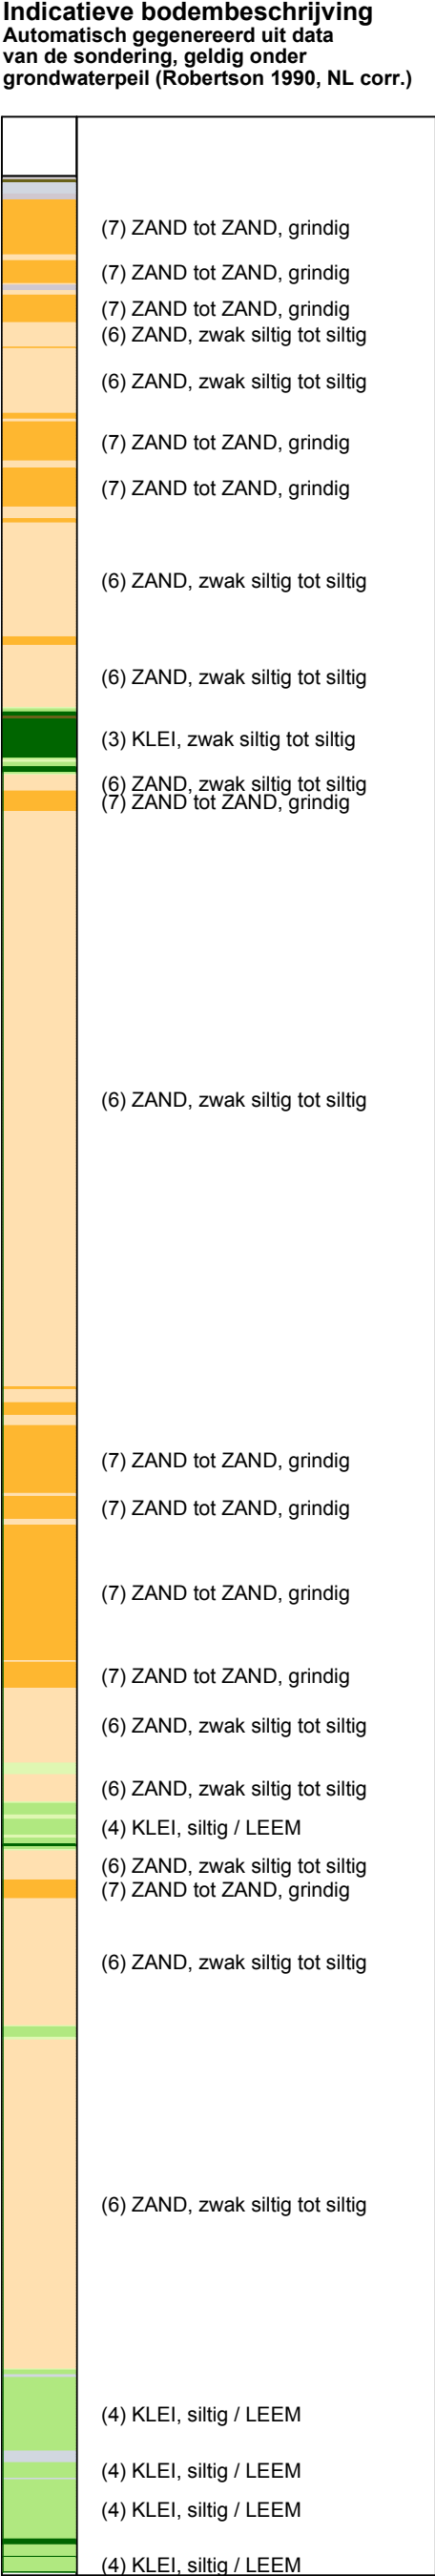 Indicatieve bodembeschrijving
Automatisch gegenereerd uit data
van de sondering, geldig onder
grondwaterpeil (Robertson 1990, NL corr.)
(7) ZAND tot ZAND, grindig
(7) ZAND tot ZAND, grindig
(7) ZAND tot ZAND, grindig
(6) ZAND, zwak siltig tot siltig
(6) ZAND, zwak siltig tot siltig
(7) ZAND tot ZAND, grindig
(7) ZAND tot ZAND, grindig
(6) ZAND, zwak siltig tot siltig
(6) ZAND, zwak siltig tot siltig
(3) KLEI, zwak siltig tot siltig
(6) ZAND, zwak siltig tot siltig
(7) ZAND tot ZAND, grindig
(6) ZAND, zwak siltig tot siltig
(7) ZAND tot ZAND, grindig
(7) ZAND tot ZAND, grindig
(7) ZAND tot ZAND, grindig
(7) ZAND tot ZAND, grindig
(6) ZAND, zwak siltig tot siltig
(6) ZAND, zwak siltig tot siltig
(4) KLEI, siltig / LEEM
(6) ZAND, zwak siltig tot siltig
(7) ZAND tot ZAND, grindig
(6) ZAND, zwak siltig tot siltig
(6) ZAND, zwak siltig tot siltig
(4) KLEI, siltig / LEEM
(4) KLEI, siltig / LEEM
(4) KLEI, siltig / LEEM
(4) KLEI, siltig / LEEM